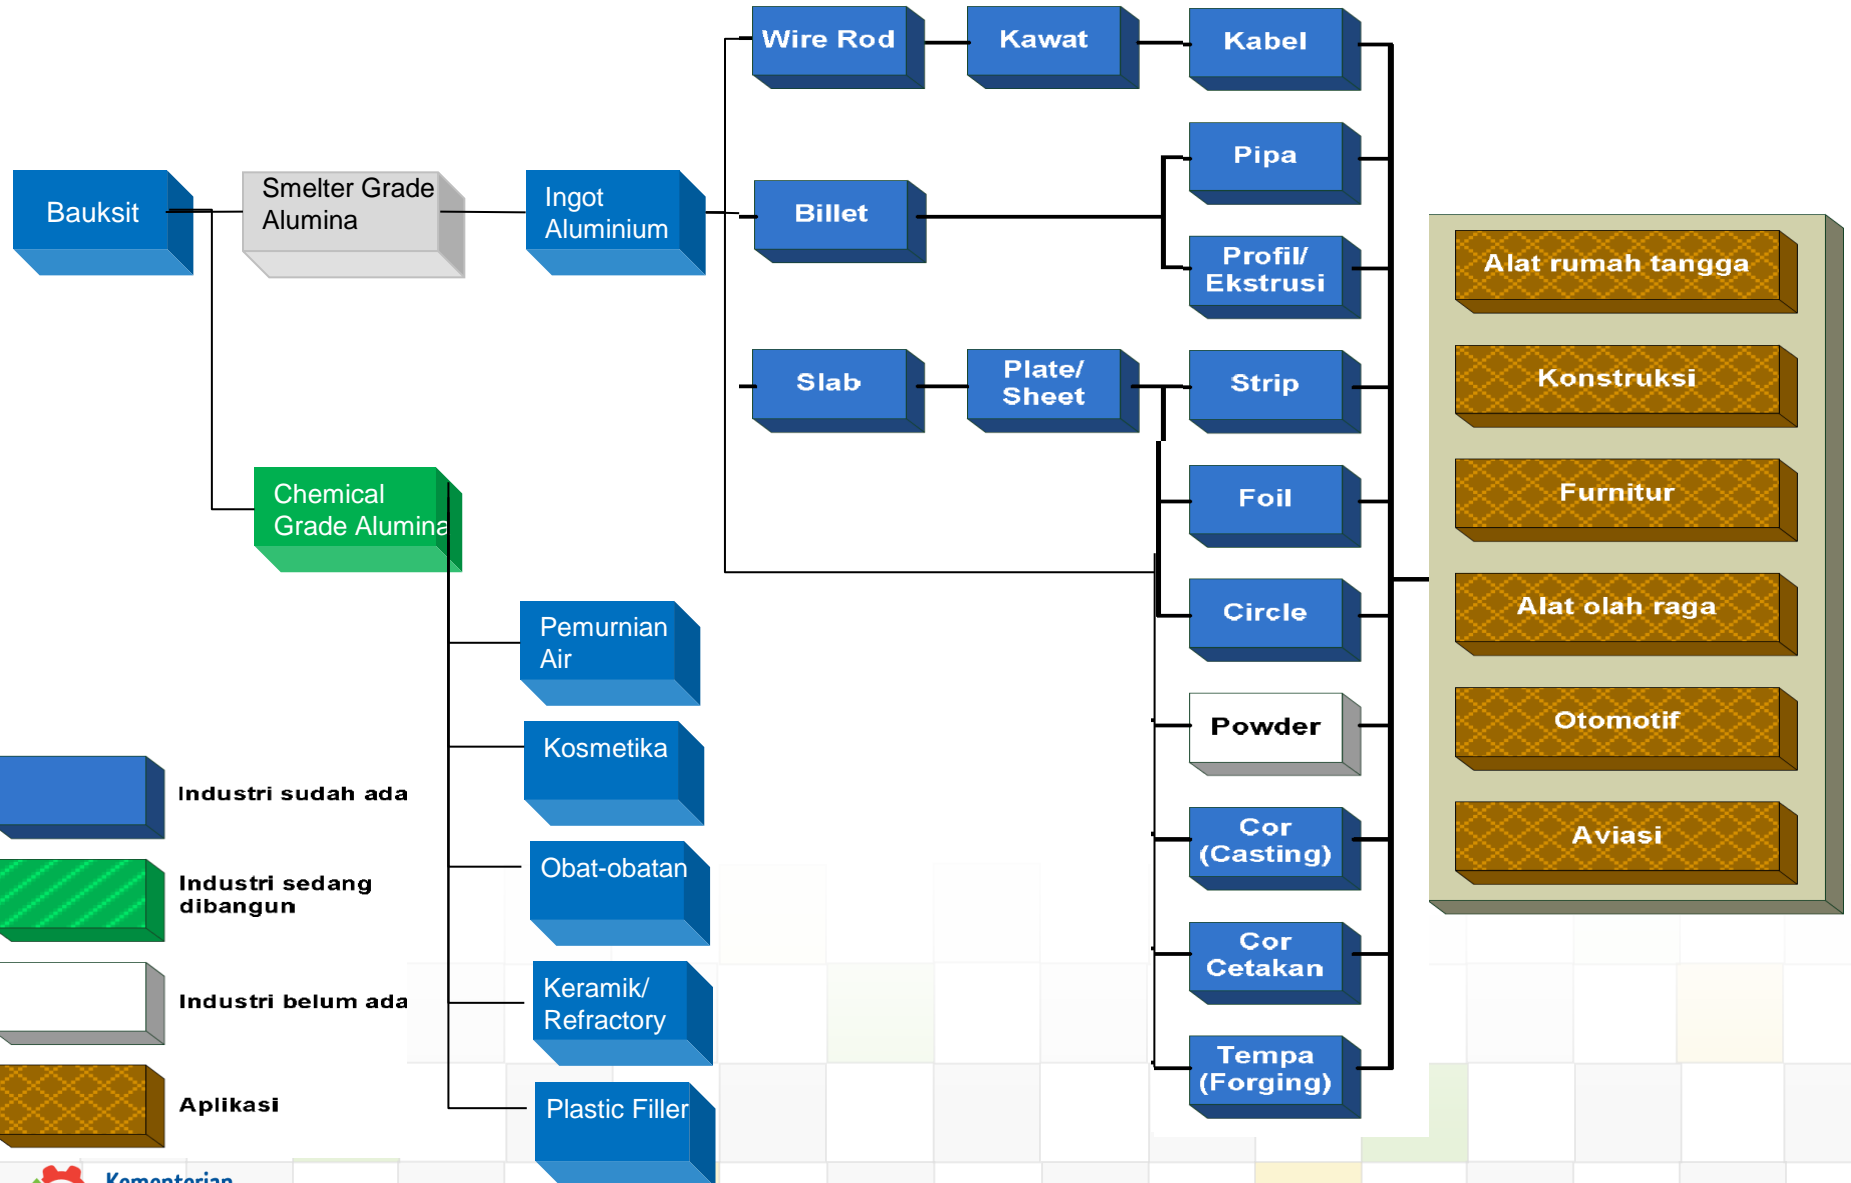 Wire Rod
Kawat
Kabel
Pipa
Bauksit
Smelter Grade
Alumina
Ingot
Aluminium
Billet
Profil/
Ekstrusi
Alat rumah tangga
Slab
Plate/
Sheet
Strip
Konstruksi
Chemical
Grade Alumina
Foil
Furnitur
Circle
Alat olah raga
Pemurnian
Air
Powder
Otomotif
Kosmetika
Industri sudah ada
Cor
(Casting)
Aviasi
Obat-obatan
Industri sedang
dibangun
Cor
Cetakan
Industri belum ada
Keramik/
Refractory
Tempa
(Forging)
Aplikasi
Plastic Filler
Kementerian